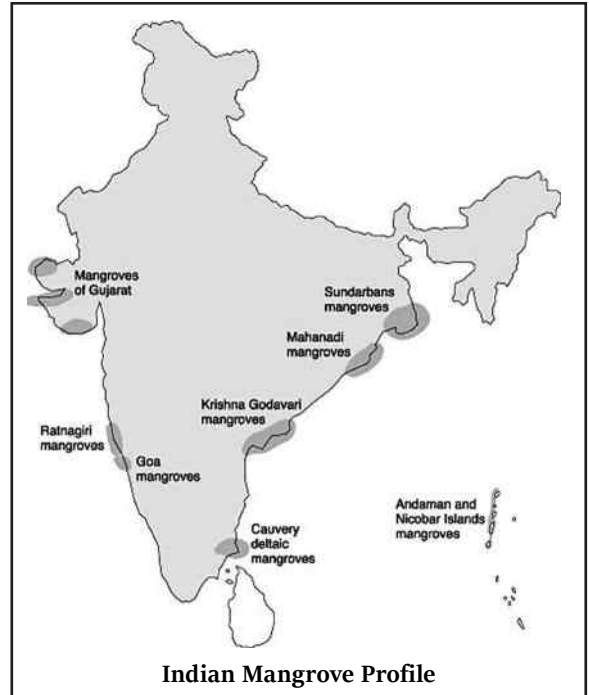 Mangroves
of Gujarat
Sundarbans
mangroves
Mahanadi
mangroves
Krishna Godavari
mangroves
Ratnagiri
mangroves
Goa
mangroves
Andaman and
Nicobar Islands
mangroves
Cauvery
deltaic
mangroves
Indian Mangrove Profile